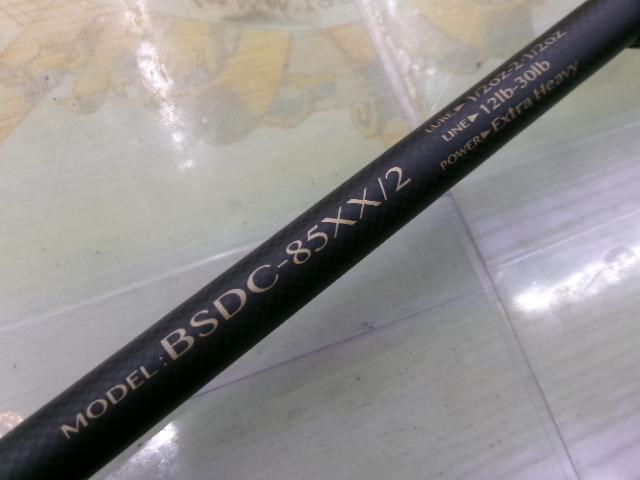 MODEL: BSDC-85XX/2
LURE▶1/2oz-2・1/2oz
LINE▶12lb-30lb
POWER▶Extra Heavy